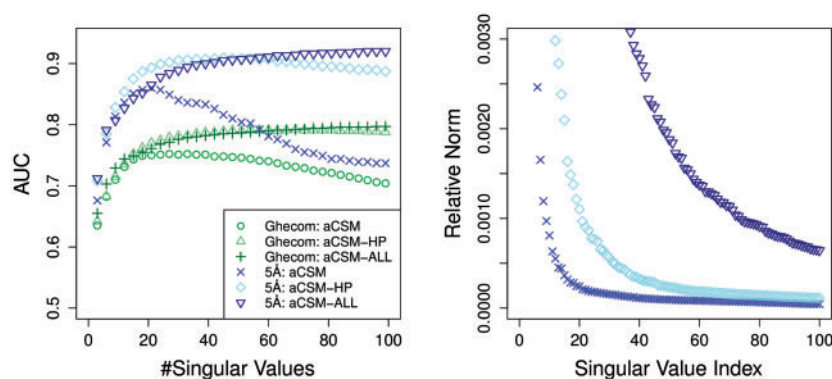 AUC
0.5 0.6 0.7 0.8 0.9
0 20 40 60 80 100
#Singular Values
Ghecom: aCSM
Ghecom: aCSM-HP
Ghecom: aCSM-ALL
5Å: aCSM
5Å: aCSM-HP
5Å: aCSM-ALL
Relative Norm
0.0000 0.0010 0.0020 0.0030
0 20 40 60 80 100
Singular Value Index